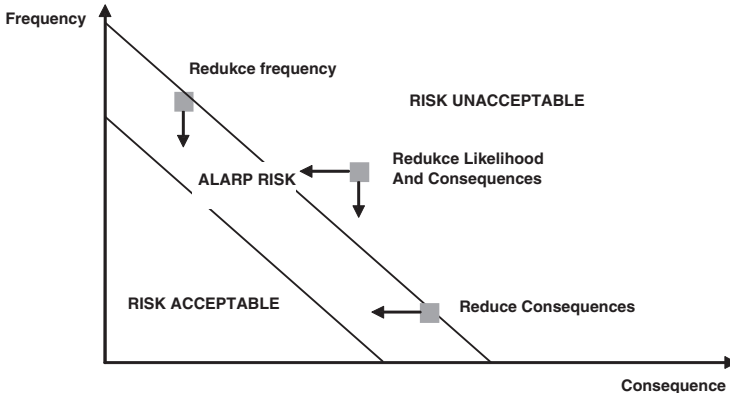 Frequency
Redukce frequency
RISK UNACCEPTABLE
Redukce Likelihood
And Consequences
ALARP RISK
RISK ACCEPTABLE
Reduce Consequences
Consequence